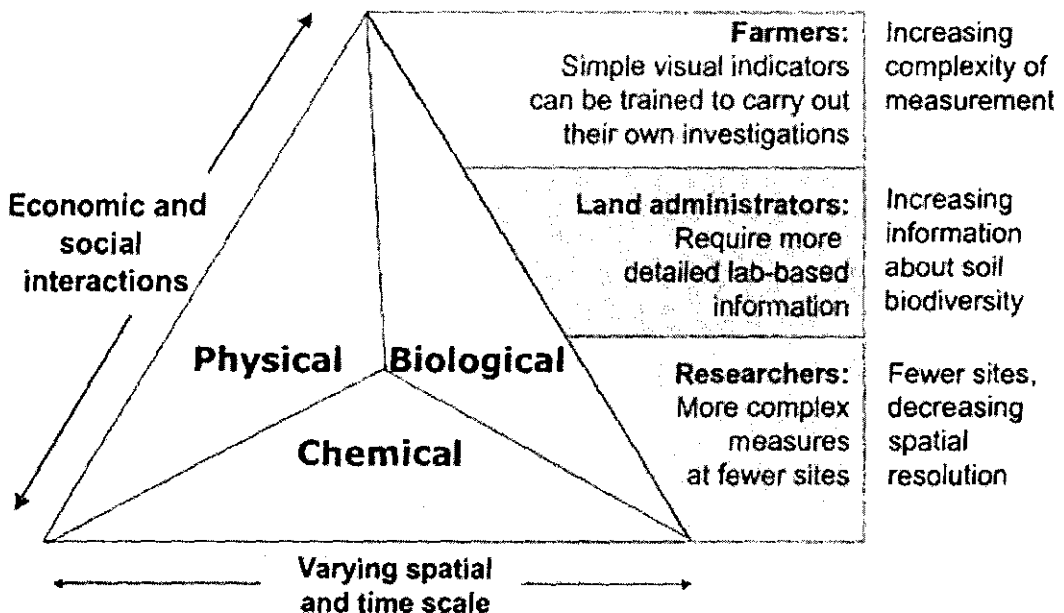 Farmers:
Simple visual indicators
can be trained to carry out
their own investigations
Increasing
complexity of
measurement
Economic and
social
interactions
Land administrators:
Require more
detailed lab-based
information
Increasing
information
about soil
biodiversity
Physical
Biological
Chemical
Researchers:
More complex
measures
at fewer sites
Fewer sites,
decreasing
spatial
resolution
Varying spatial
and time scale